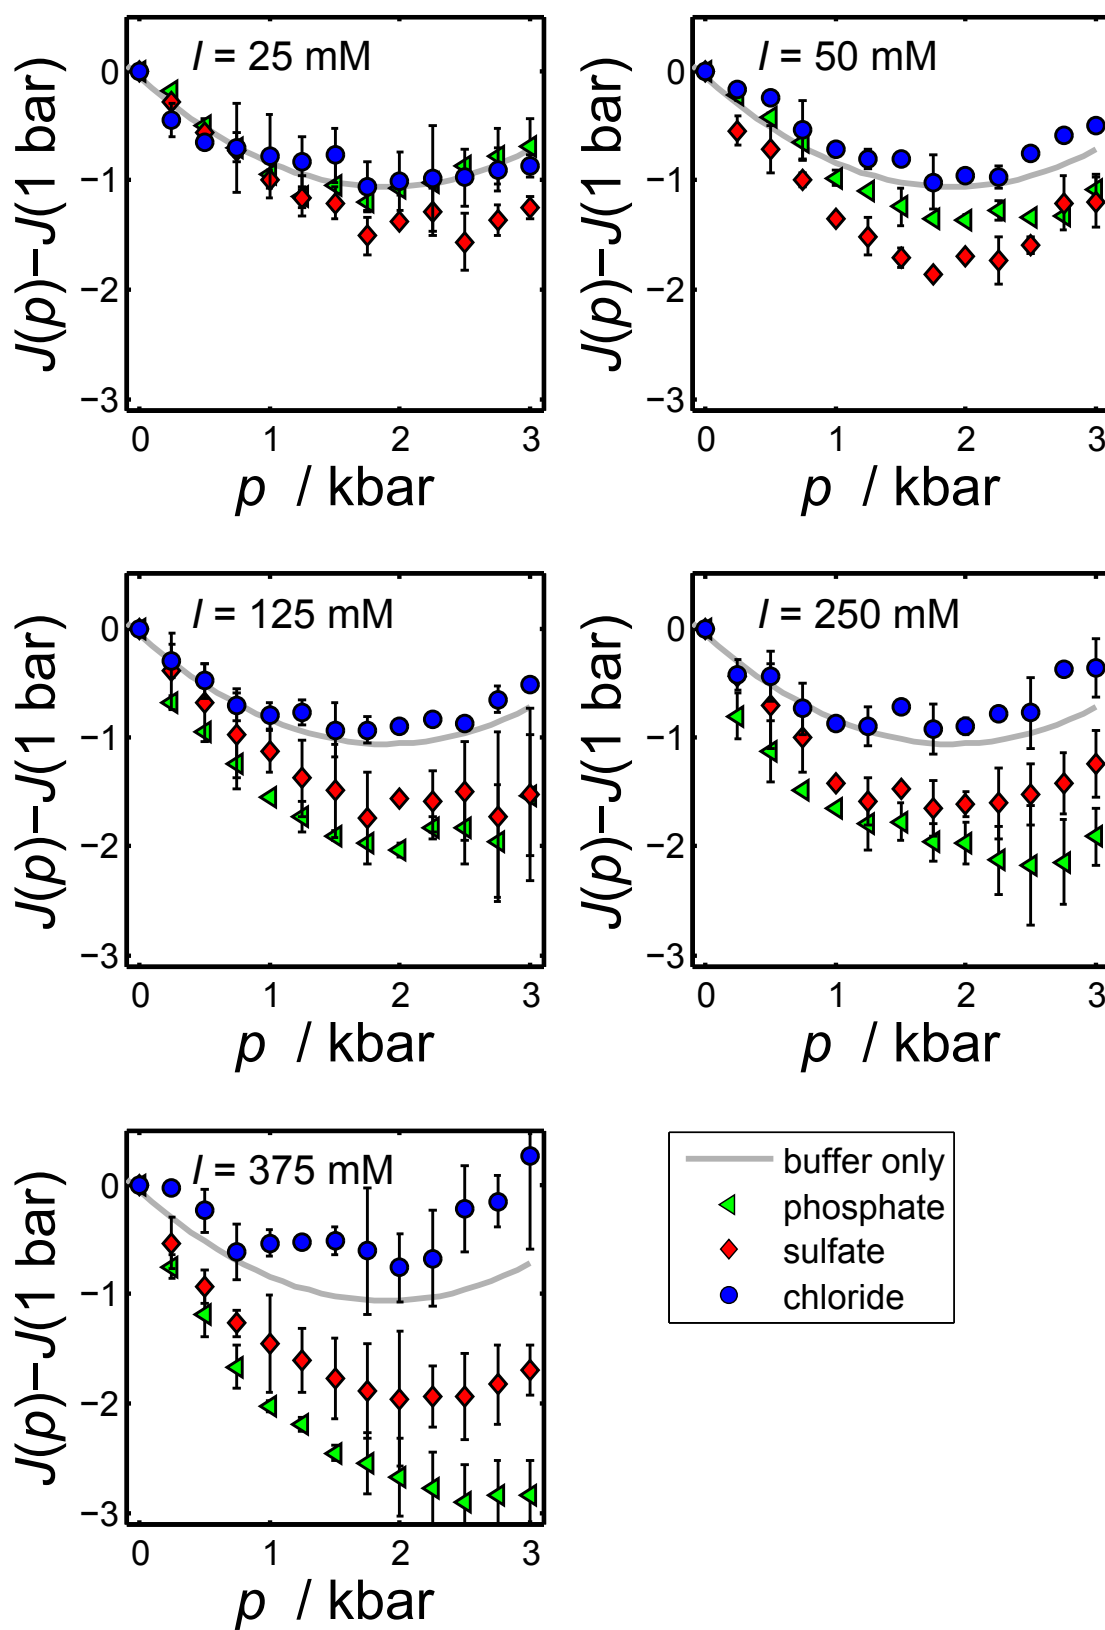 I = 25 mM
J(p)−J(1 bar)
0
−1
−2
−3
0 1 2 3
p / kbar
I = 50 mM
J(p)−J(1 bar)
0
−1
−2
−3
0 1 2 3
p / kbar
I = 125 mM
J(p)−J(1 bar)
0
−1
−2
−3
0 1 2 3
p / kbar
I = 250 mM
J(p)−J(1 bar)
0
−1
−2
−3
0 1 2 3
p / kbar
I = 375 mM
J(p)−J(1 bar)
0
−1
−2
−3
0 1 2 3
p / kbar
buffer only
phosphate
sulfate
chloride